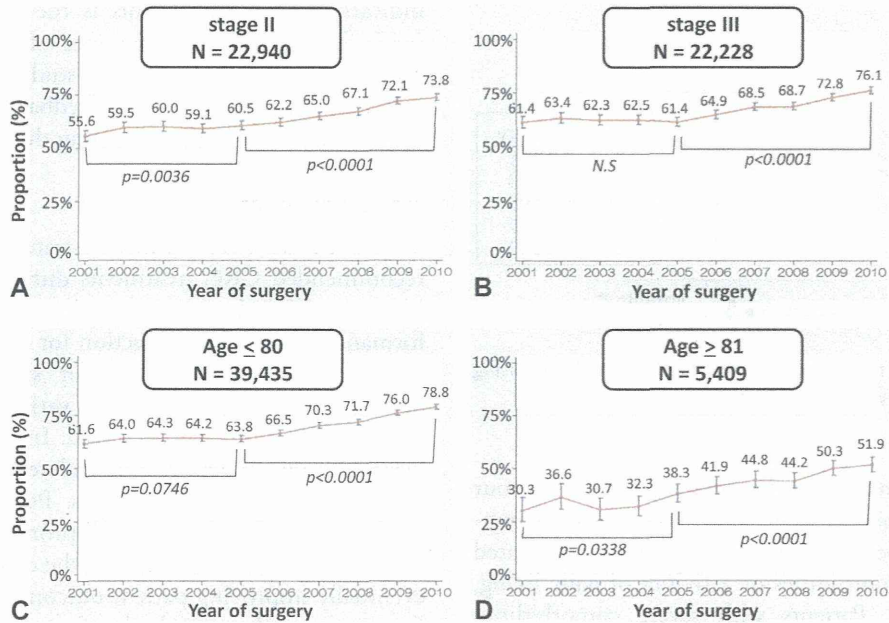 stage II
N = 22,940
Proportion (%)
100%
75%
50%
25%
0%
55.6 59.5 60.0 59.1 60.5 62.2 65.0 67.1 72.1 73.8
p=0.0036
p<0.0001
2001 2002 2003 2004 2005 2006 2007 2008 2009 2010
Year of surgery
A
stage III
N = 22,228
100%
75%
50%
25%
0%
61.4 63.4 62.3 62.5 61.4 64.9 68.5 68.7 72.8 76.1
N.S
p<0.0001
2001 2002 2003 2004 2005 2006 2007 2008 2009 2010
Year of surgery
B
Age ≤ 80
N = 39,435
Proportion (%)
100%
75%
50%
25%
0%
61.6 64.0 64.3 64.2 63.8 66.5 70.3 71.7 76.0 78.8
p=0.0746
p<0.0001
2001 2002 2003 2004 2005 2006 2007 2008 2009 2010
Year of surgery
C
Age ≥ 81
N = 5,409
100%
75%
50%
25%
0%
30.3 36.6 30.7 32.3 38.3 41.9 44.8 44.2 50.3 51.9
p=0.0338
p<0.0001
2001 2002 2003 2004 2005 2006 2007 2008 2009 2010
Year of surgery
D